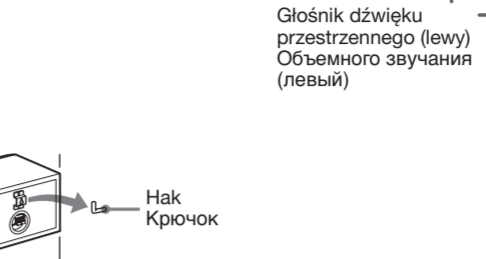 Głośnik dźwięku
przestrzennego (lewy)
Объемного звучания
(левый)
Hak
Крючок